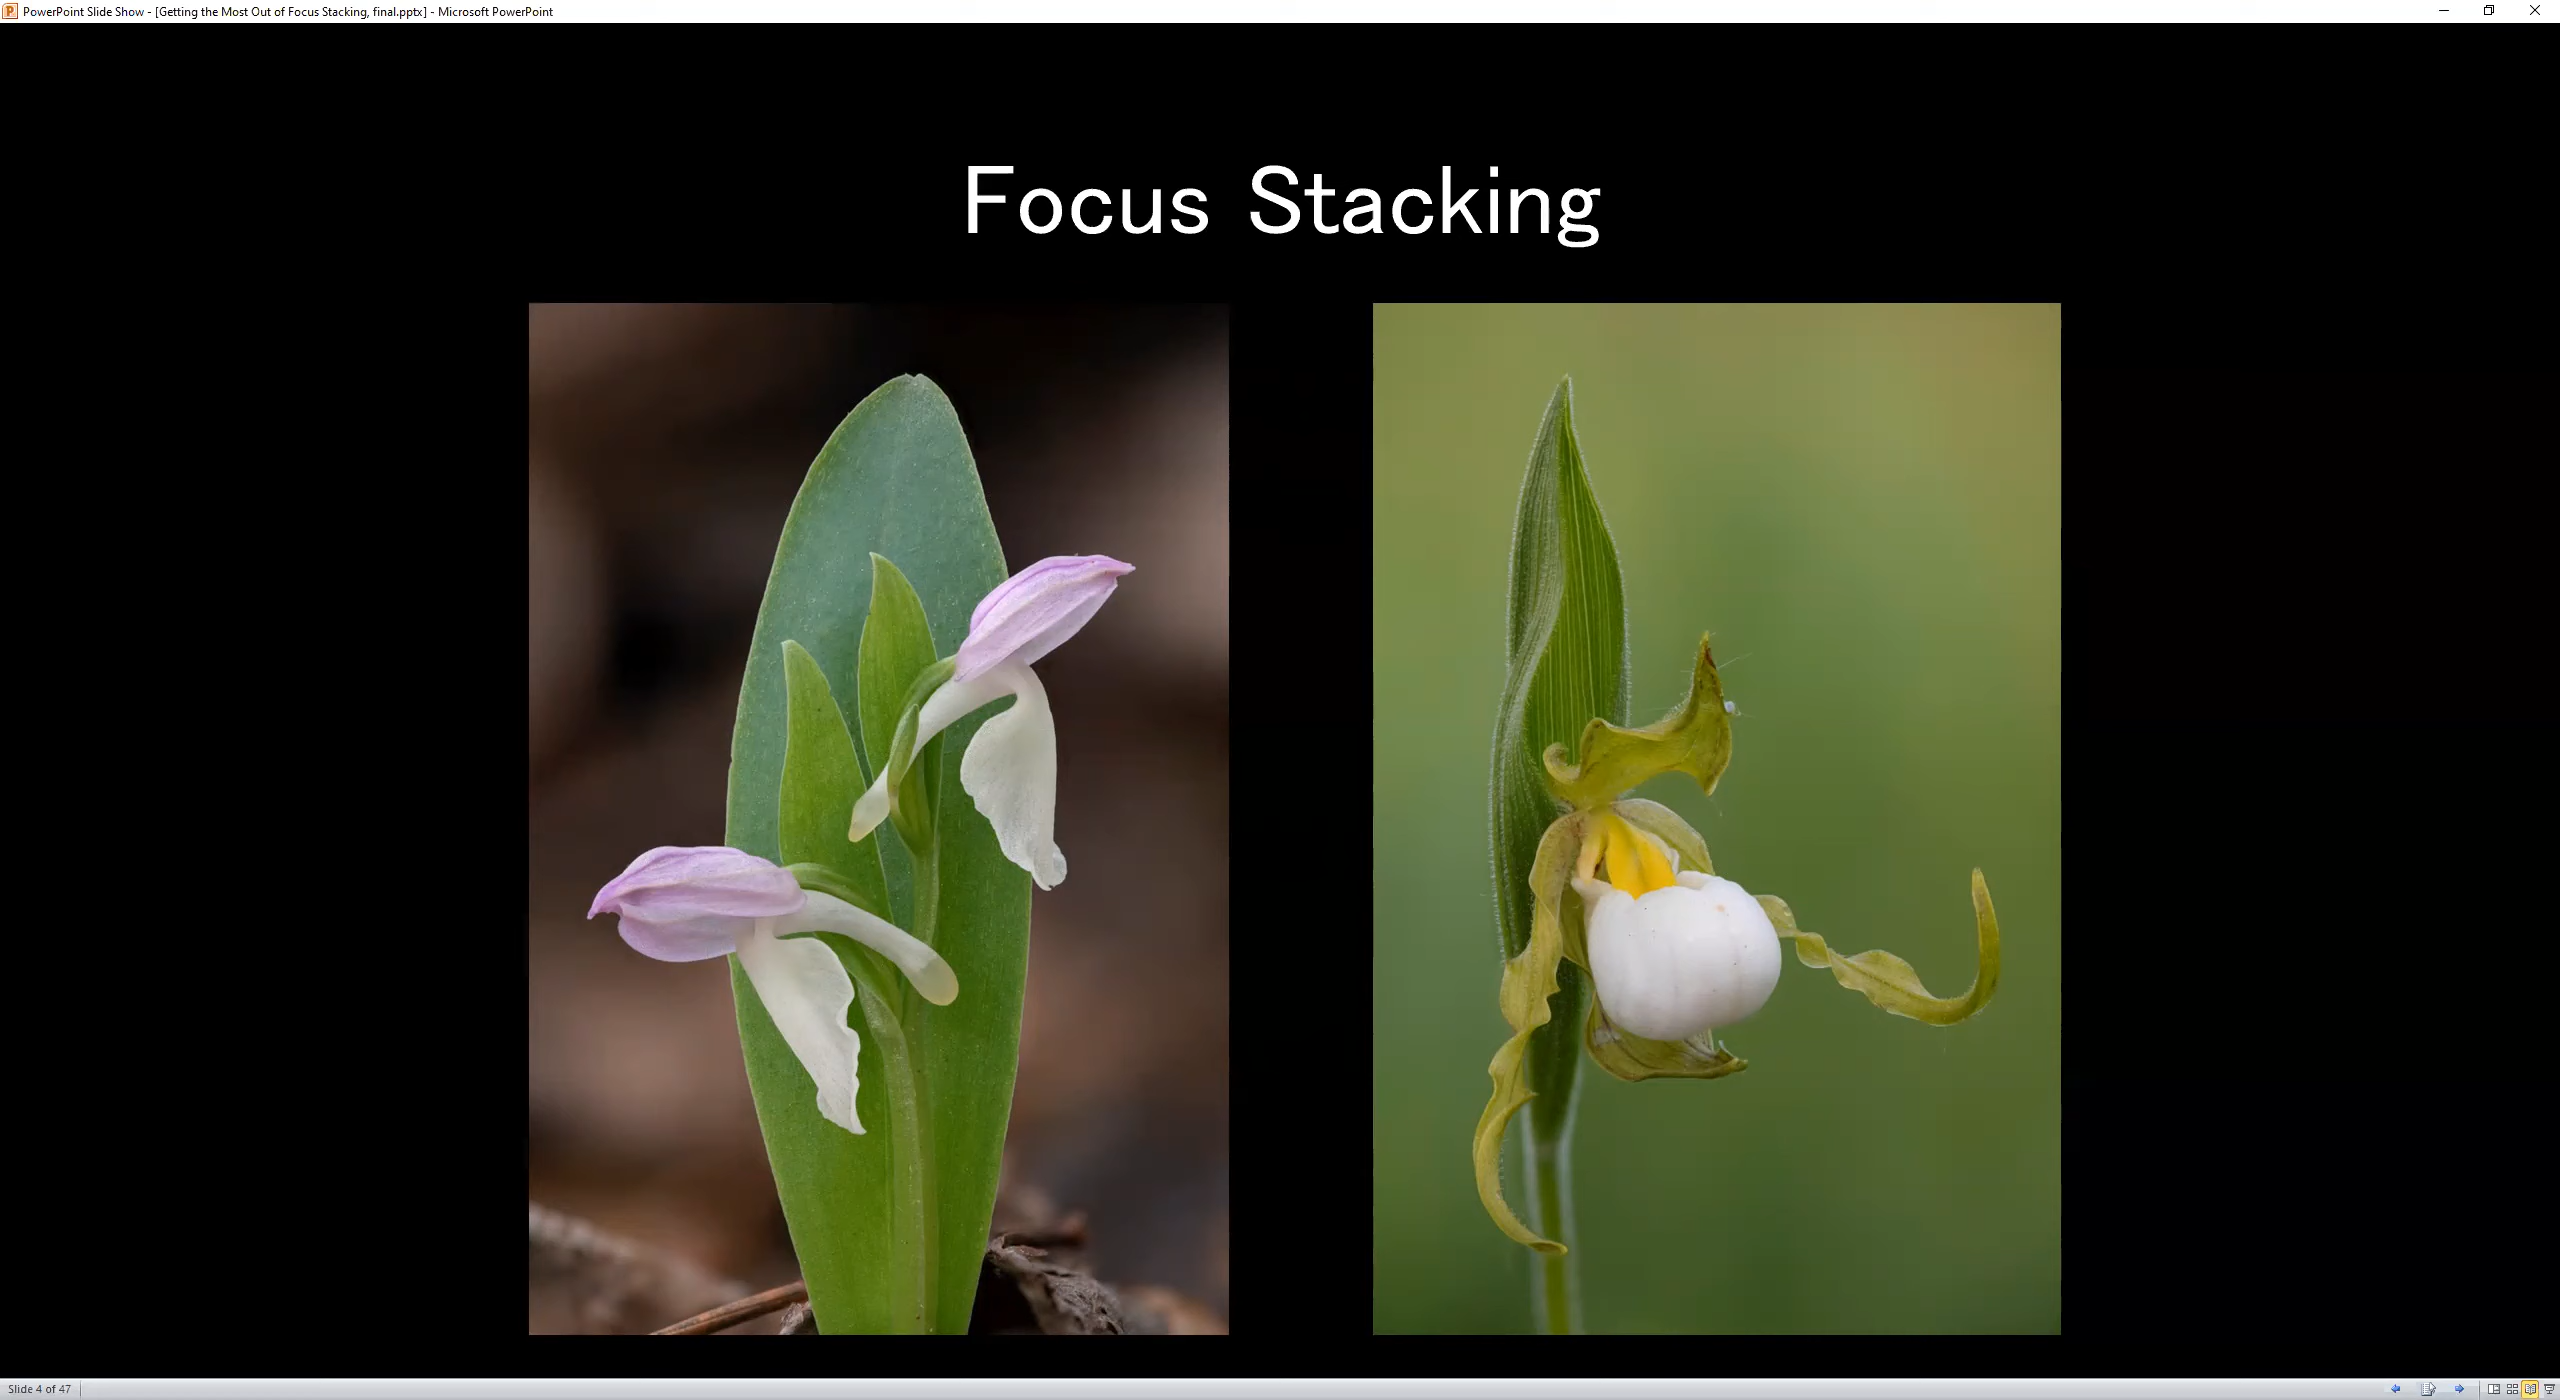 PowerPoint Slide Show - [Getting the Most Out of Focus Stacking, final.pptx] - Microsoft PowerPoint
Focus Stacking
Slide 4 of 47